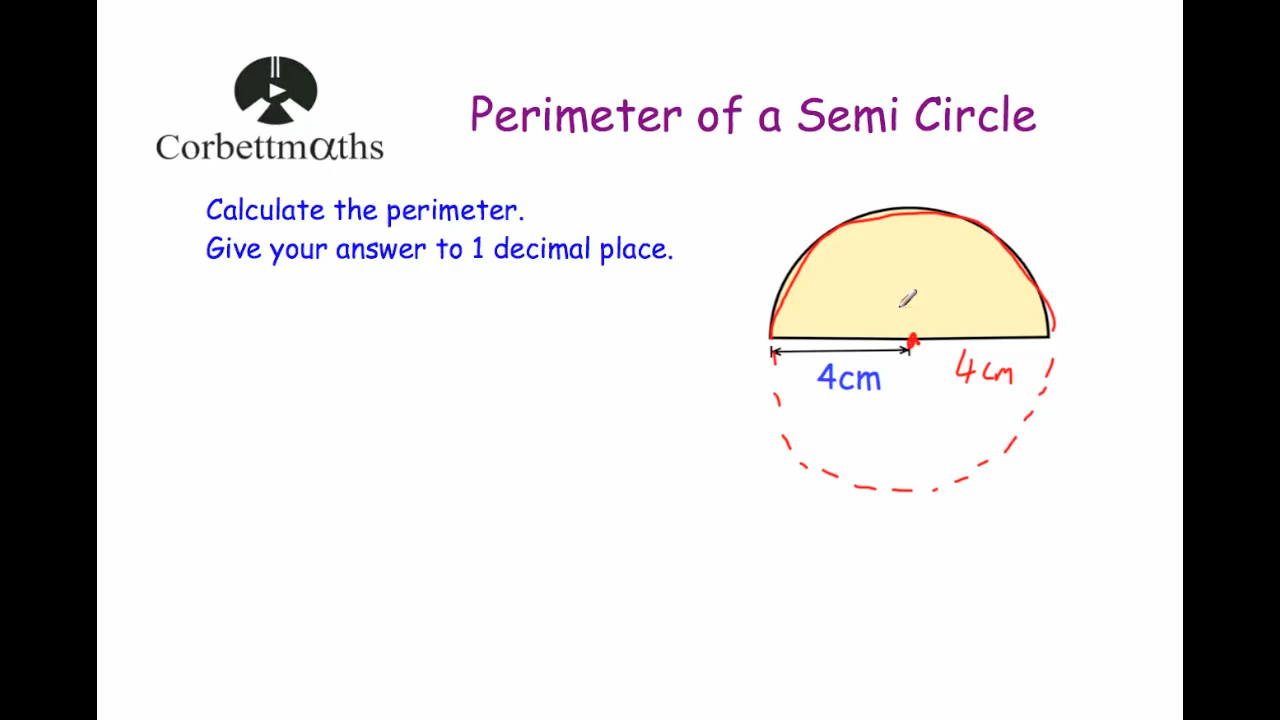 Corbettmαths
Perimeter of a Semi Circle
Calculate the perimeter.
Give your answer to 1 decimal place.
4cm
4cm